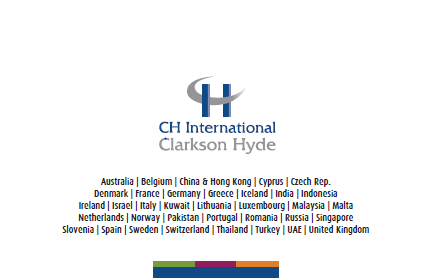 CH International
Clarkson Hyde
Australia | Belgium | China & Hong Kong | Cyprus | Czech Rep.
Denmark | France | Germany | Greece | Iceland | India | Indonesia
Ireland | Israel | Italy | Kuwait | Lithuania | Luxembourg | Malaysia | Malta
Netherlands | Norway | Pakistan | Portugal | Romania | Russia | Singapore
Slovenia | Spain | Sweden | Switzerland | Thailand | Turkey | UAE | United Kingdom